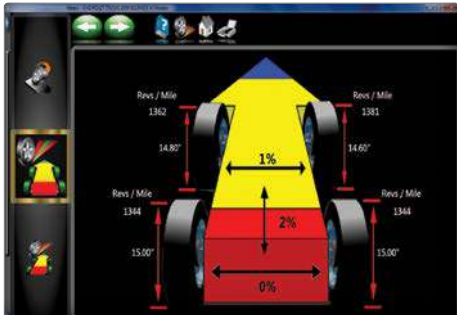 Revs / Mile
1362
Revs / Mile
1381
14.80"
14.60"
1%
Revs / Mile
1344
Revs / Mile
1344
2%
15.00"
15.00"
0%